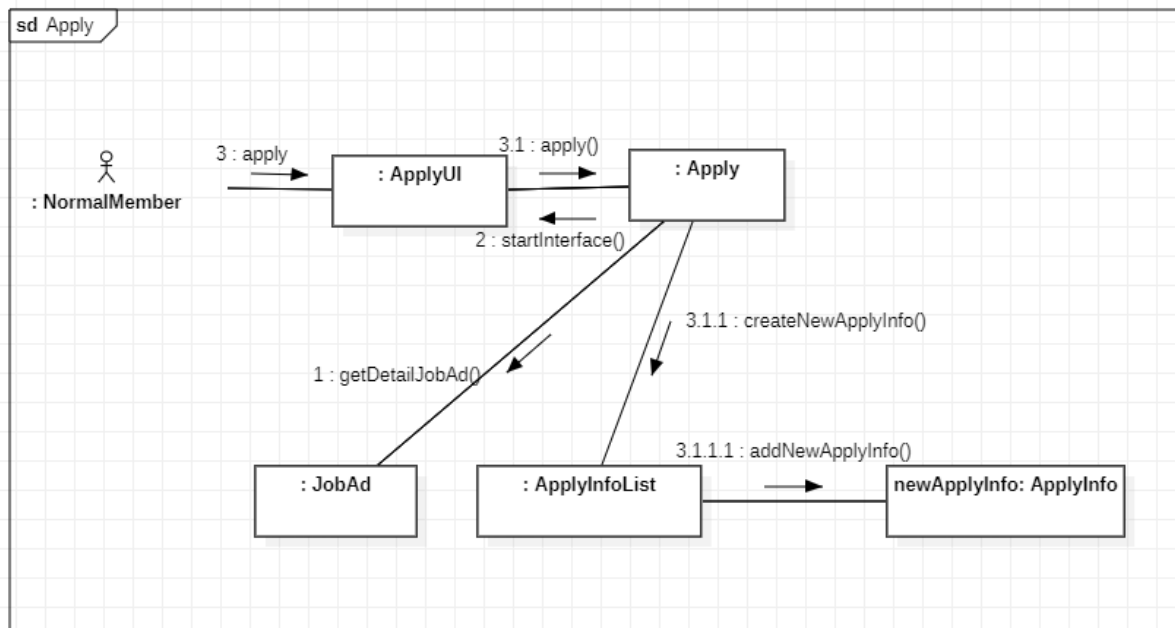 sd Apply
3 : apply
3.1 : apply()
: NormalMember
: ApplyUI
: Apply
2 : startInterface()
3.1.1 : createNewApplyInfo()
1 : getDetailJobAd()
3.1.1.1 : addNewApplyInfo()
: JobAd
: ApplyInfoList
newApplyInfo: ApplyInfo